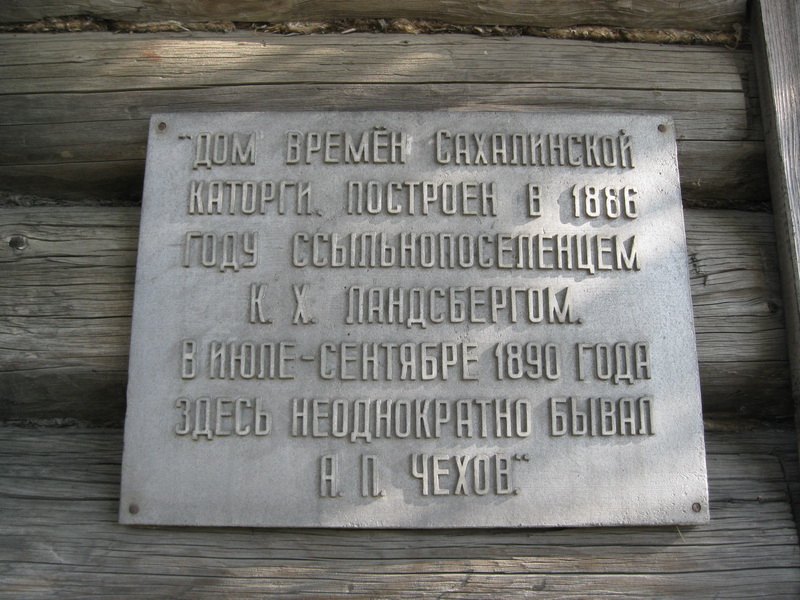 "ДОМ ВРЕМЁН САХАЛИНСКОЙ
КАТОРГИ. ПОСТРОЕН В 1886
ГОДУ ССЫЛЬНОПОСЕЛЕНЦЕМ
К. Х. ЛАНДСБЕРГОМ.
В ИЮЛЕ-СЕНТЯБРЕ 1890 ГОДА
ЗДЕСЬ НЕОДНОКРАТНО БЫВАЛ
А. П. ЧЕХОВ."